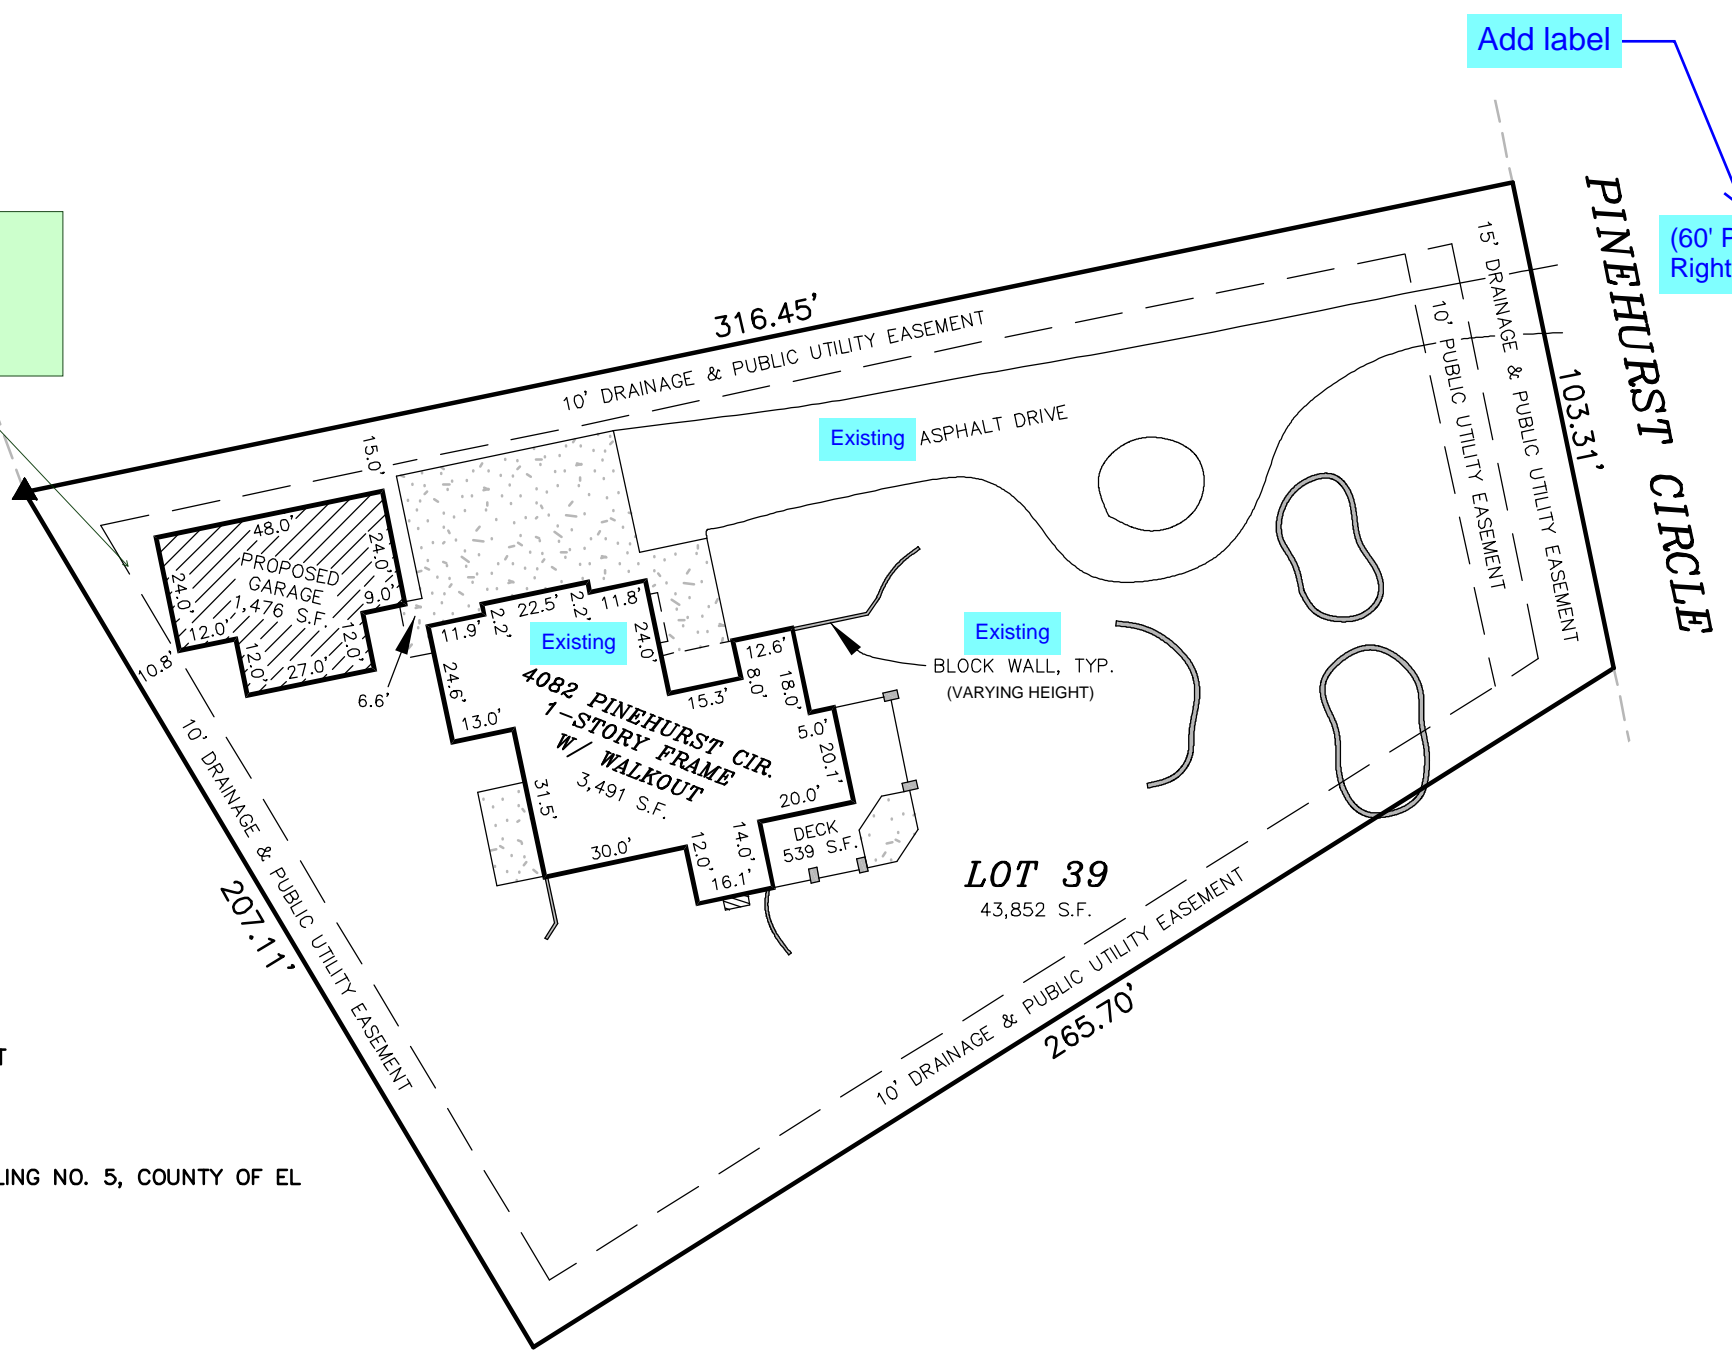 Add label
(60' P
Right
PINEHURST CIRCLE
316.45'
10' DRAINAGE & PUBLIC UTILITY EASEMENT
15' DRAINAGE & PUBLIC UTILITY EASEMENT
10' PUBLIC UTILITY EASEMENT
103.31'
Existing ASPHALT DRIVE
15.0'
48.0'
24.0'
PROPOSED
GARAGE
1,476 S.F.
24.0'
9.0'
12.0'
12.0'
12.0'
27.0'
10.8'
6.6'
11.9'
2.2'
22.5'
2.2'
11.8'
24.0'
Existing
12.6'
8.0'
18.0'
15.3'
24.6'
13.0'
4082 PINEHURST CIR.
1-STORY FRAME
W/ WALKOUT
3,491 S.F.
5.0'
20.1'
20.0'
31.5'
30.0'
12.0'
14.0'
16.1'
DECK
539 S.F.
Existing
BLOCK WALL, TYP.
(VARYING HEIGHT)
LOT 39
43,852 S.F.
10' DRAINAGE & PUBLIC UTILITY EASEMENT
207.11'
10' DRAINAGE & PUBLIC UTILITY EASEMENT
265.70'
T
LING NO. 5, COUNTY OF EL